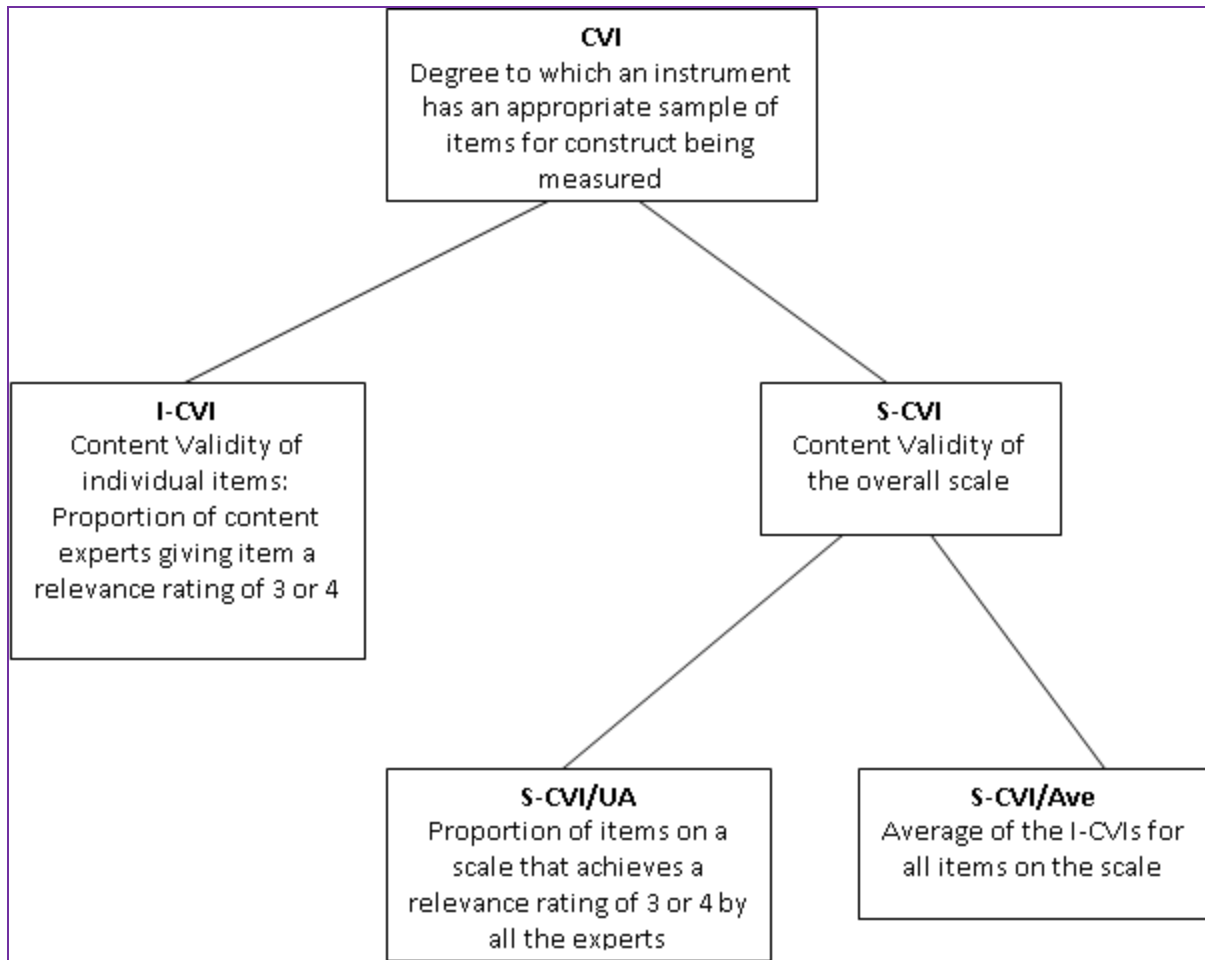 CVI
Degree to which an instrument
has an appropriate sample of
items for construct being
measured
I-CVI
Content Validity of
individual items:
Proportion of content
experts giving item a
relevance rating of 3 or 4
S-CVI
Content Validity of
the overall scale
S-CVI/UA
Proportion of items on a
scale that achieves a
relevance rating of 3 or 4 by
all the experts
S-CVI/Ave
Average of the I-CVIs for
all items on the scale